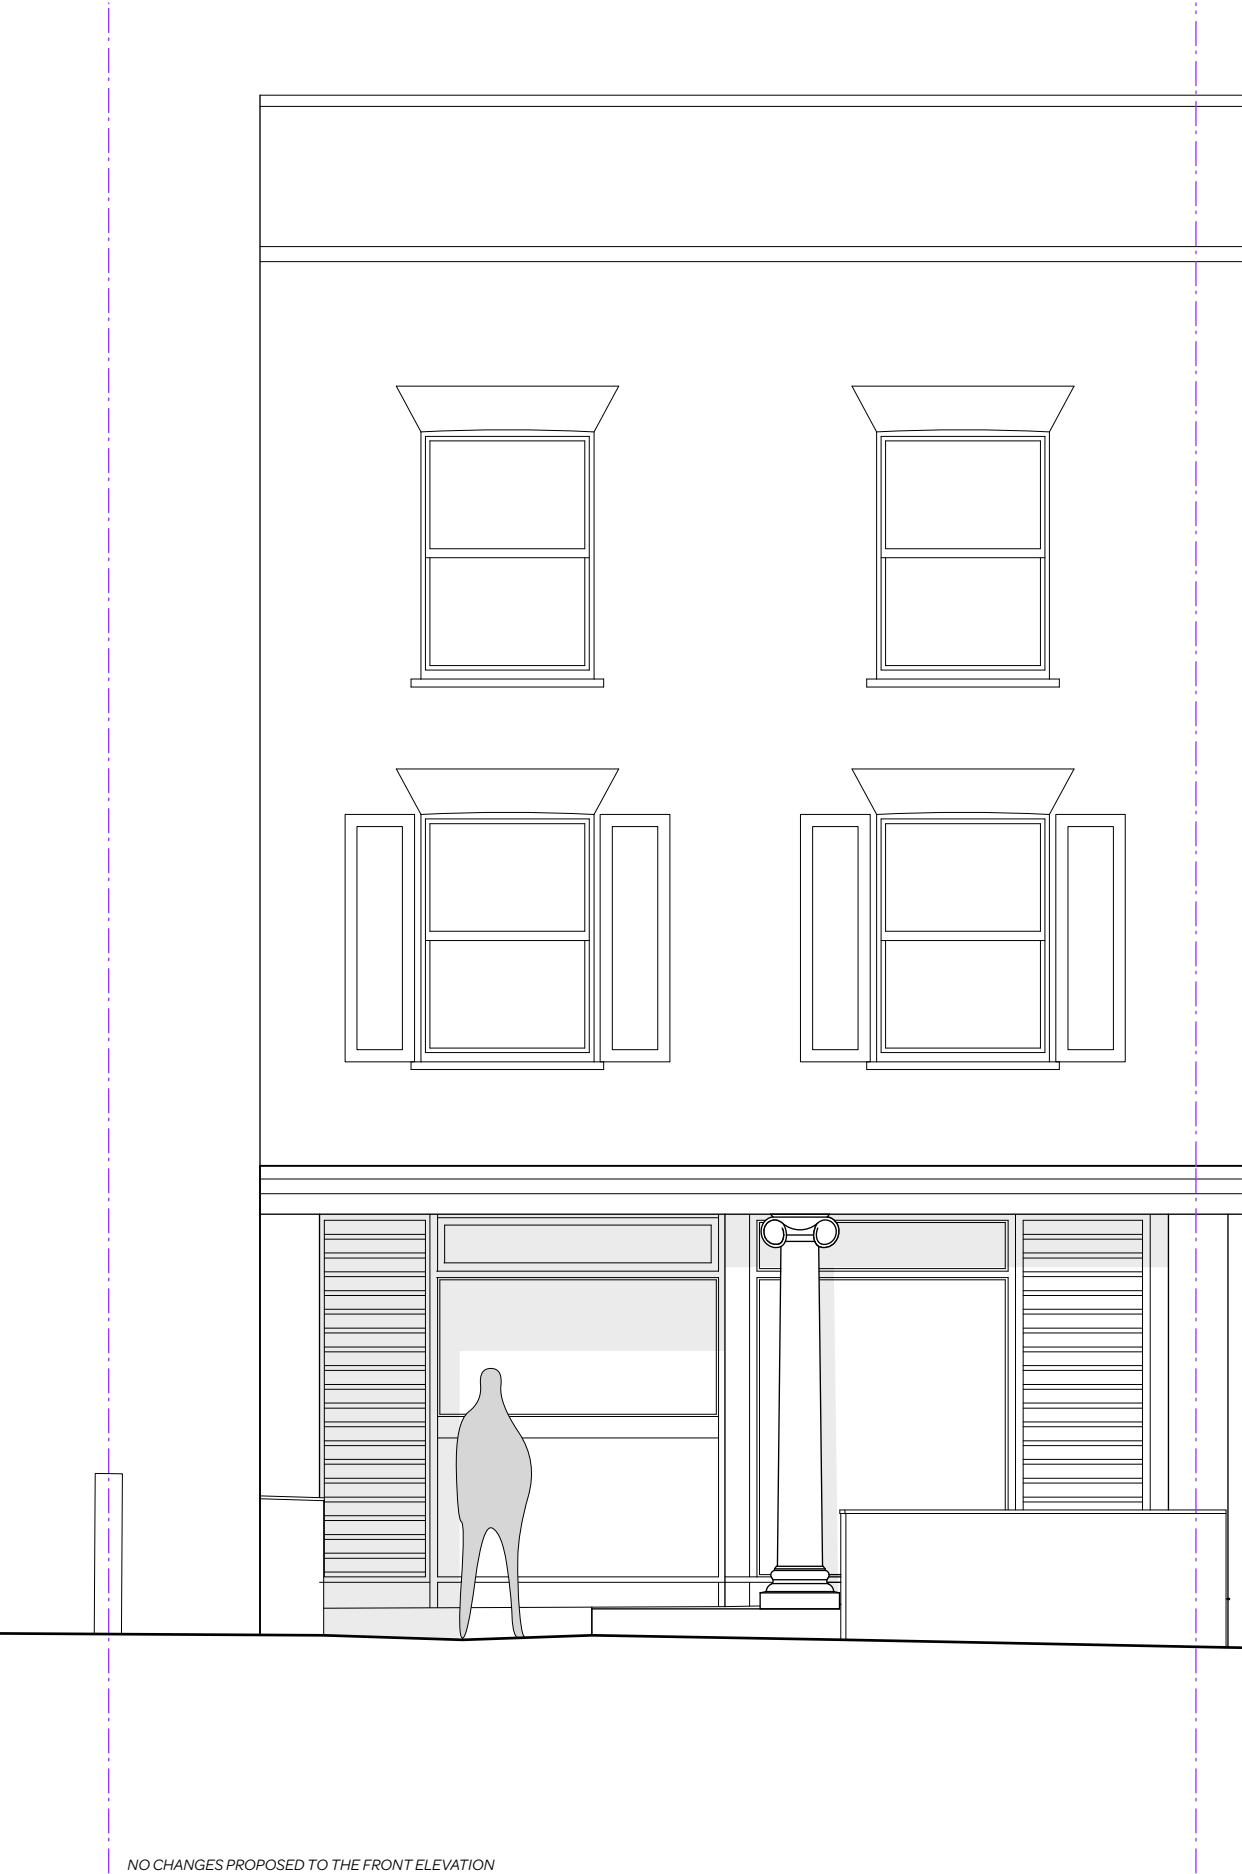 NO CHANGES PROPOSED TO THE FRONT ELEVATION